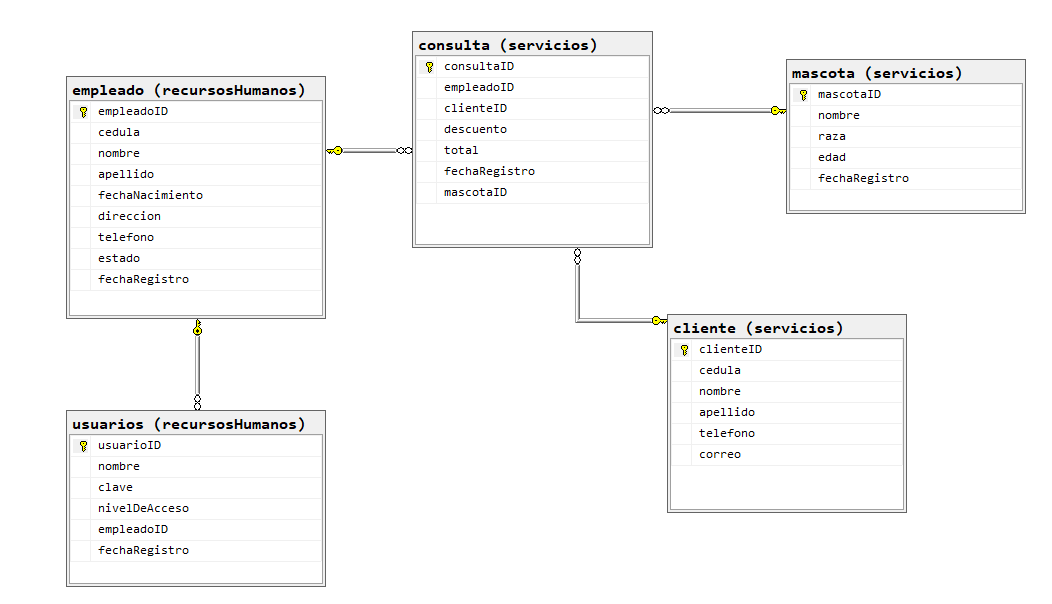 empleado (recursosHumanos)
empleadoID
cedula
nombre
apellido
fechaNacimiento
direccion
telefono
estado
fechaRegistro
consulta (servicios)
consultaID
empleadoID
clienteID
descuento
total
fechaRegistro
mascotaID
mascota (servicios)
mascotaID
nombre
raza
edad
fechaRegistro
usuarios (recursosHumanos)
usuarioID
nombre
clave
nivelDeAcceso
empleadoID
fechaRegistro
cliente (servicios)
clienteID
cedula
nombre
apellido
telefono
correo